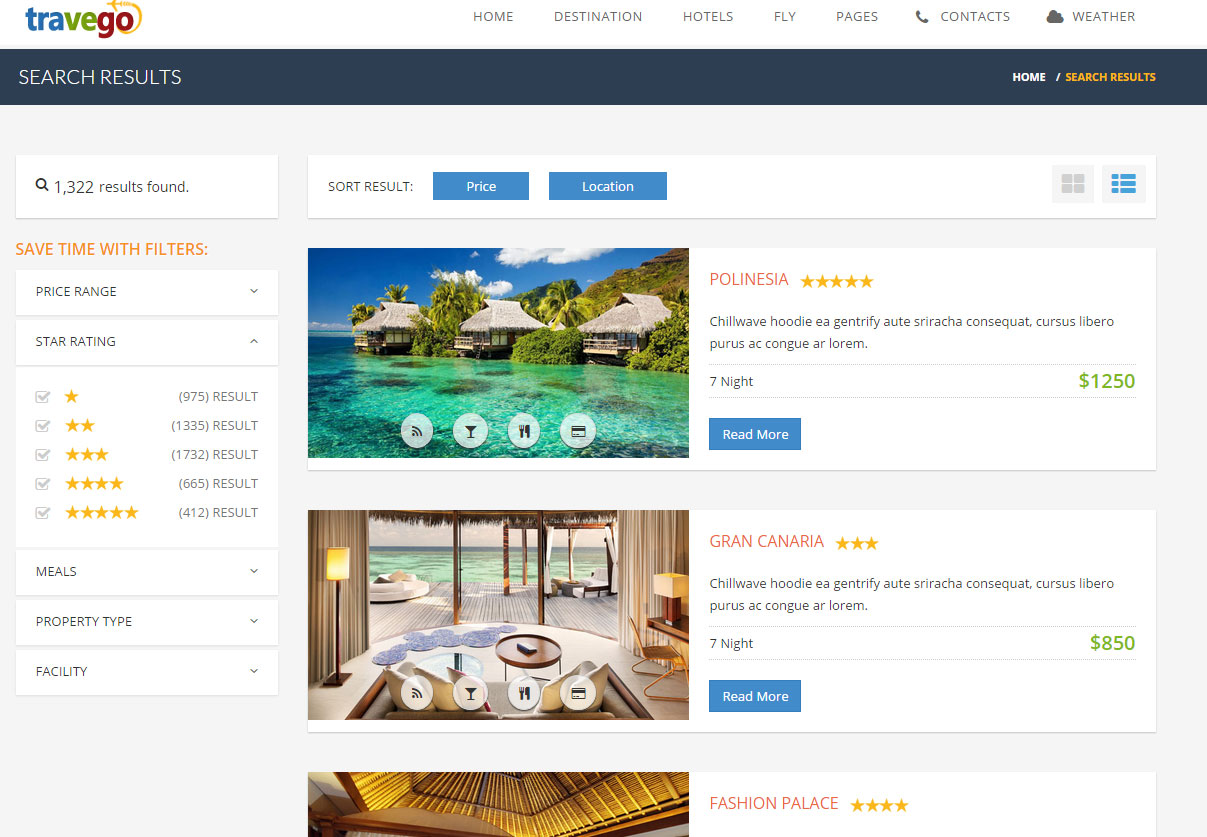 travego
HOME DESTINATION HOTELS FLY PAGES CONTACTS WEATHER
SEARCH RESULTS
HOME / SEARCH RESULTS
1,322 results found.
SAVE TIME WITH FILTERS:
PRICE RANGE
STAR RATING
(975) RESULT
(1335) RESULT
(1732) RESULT
(665) RESULT
(412) RESULT
MEALS
PROPERTY TYPE
FACILITY
SORT RESULT: Price Location
POLINESIA
Chillwave hoodie ea gentrify aute sriracha consequat, cursus libero
purus ac congue ar lorem.
7 Night $1250
Read More
GRAN CANARIA
Chillwave hoodie ea gentrify aute sriracha consequat, cursus libero
purus ac congue ar lorem.
7 Night $850
Read More
FASHION PALACE